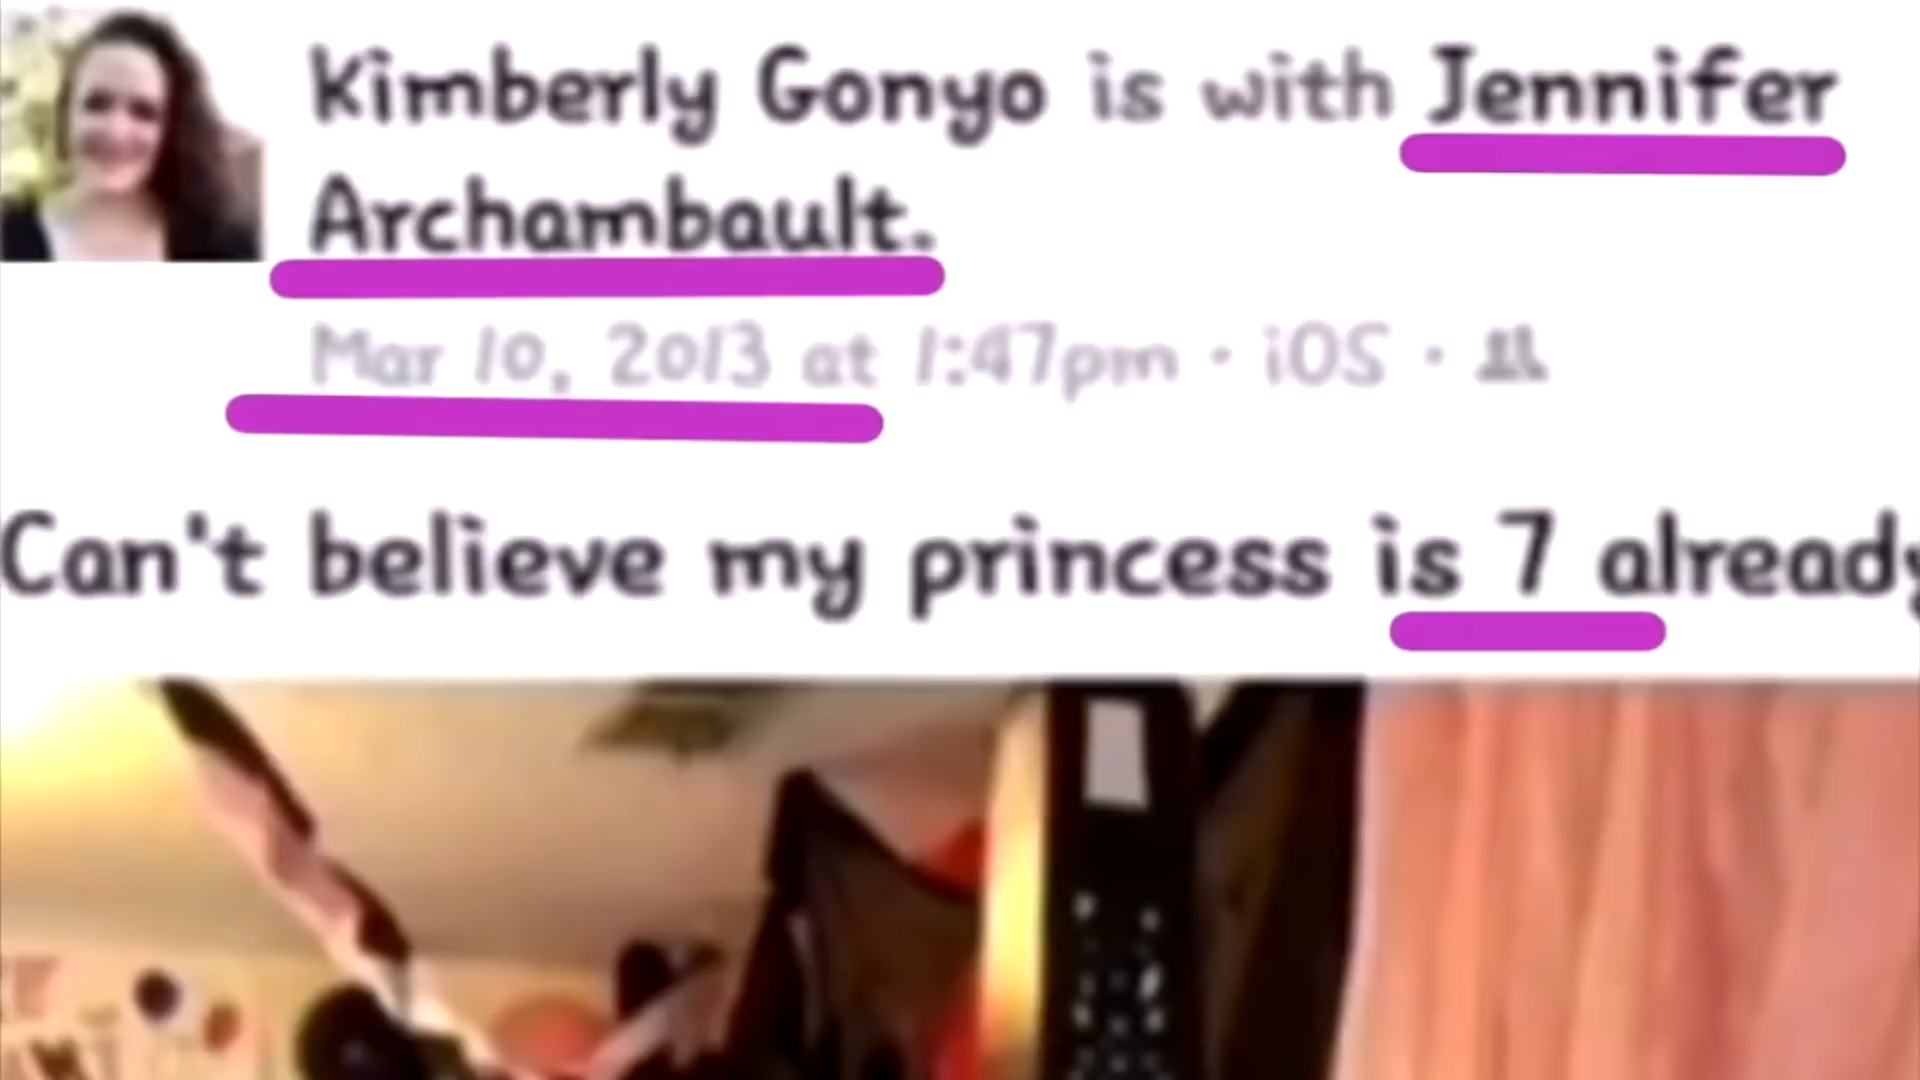 Kimberly Gonyo is with Jennifer
Archambault.
Mar 10, 2013 at 1:47pm · iOS ·
Can't believe my princess is 7 already